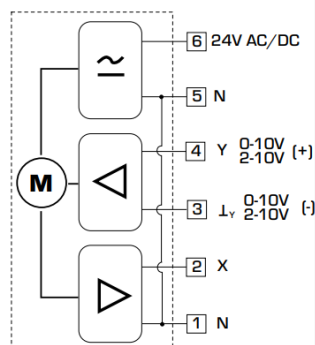 6 24V AC/DC
5 N
4 Y 0-10V 2-10V (+)
M
3 ⊥Y 0-10V 2-10V (-)
2 X
1 N